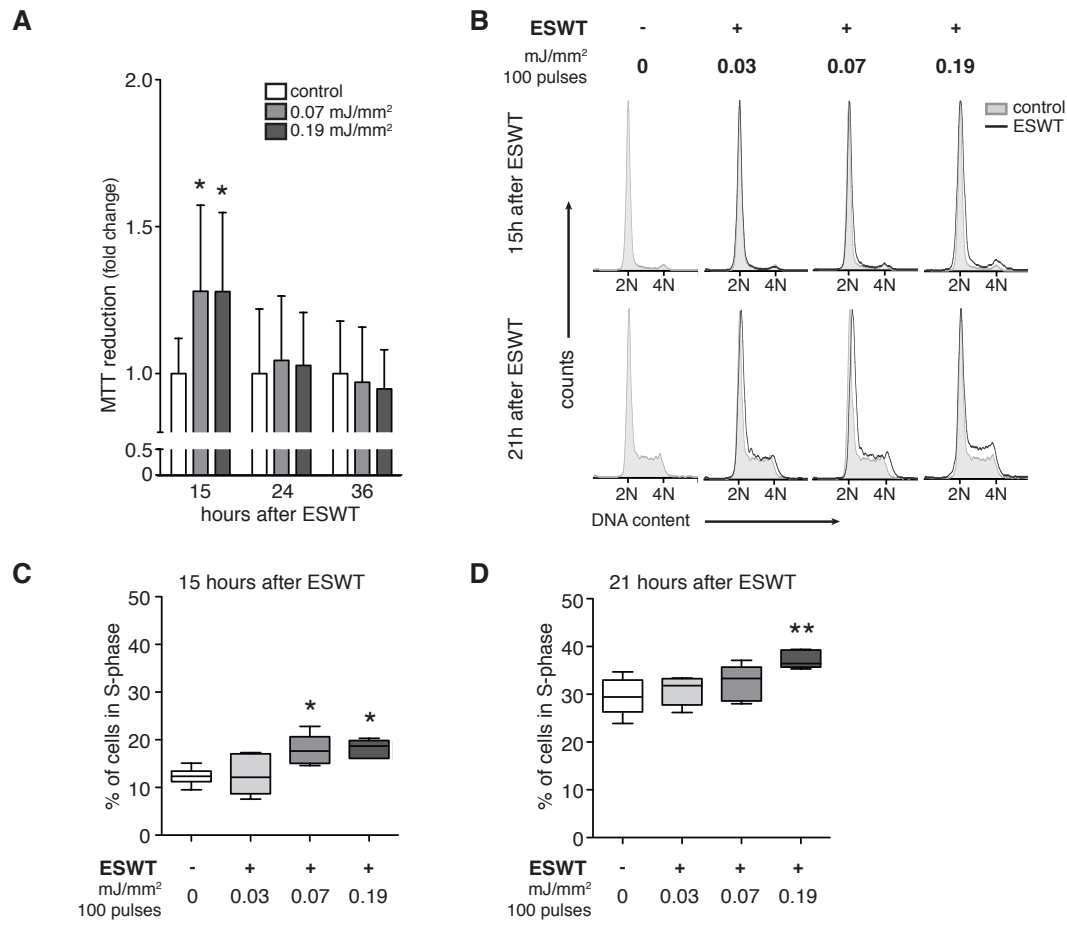 A
2.0
1.5
1.0
0.5
0
MTT reduction (fold change)
control
0.07 mJ/mm²
0.19 mJ/mm²
* *
15 24 36
hours after ESWT
B
ESWT - + + +
mJ/mm²
100 pulses
0 0.03 0.07 0.19
control
ESWT
15h after ESWT
2N 4N 2N 4N 2N 4N 2N 4N
counts
21h after ESWT
2N 4N 2N 4N 2N 4N 2N 4N
DNA content
C
15 hours after ESWT
50
40
30
20
10
0
% of cells in S-phase
* *
ESWT - + + +
mJ/mm²
100 pulses
0 0.03 0.07 0.19
D
21 hours after ESWT
50
40
30
20
10
0
% of cells in S-phase
**
ESWT - + + +
mJ/mm²
100 pulses
0 0.03 0.07 0.19